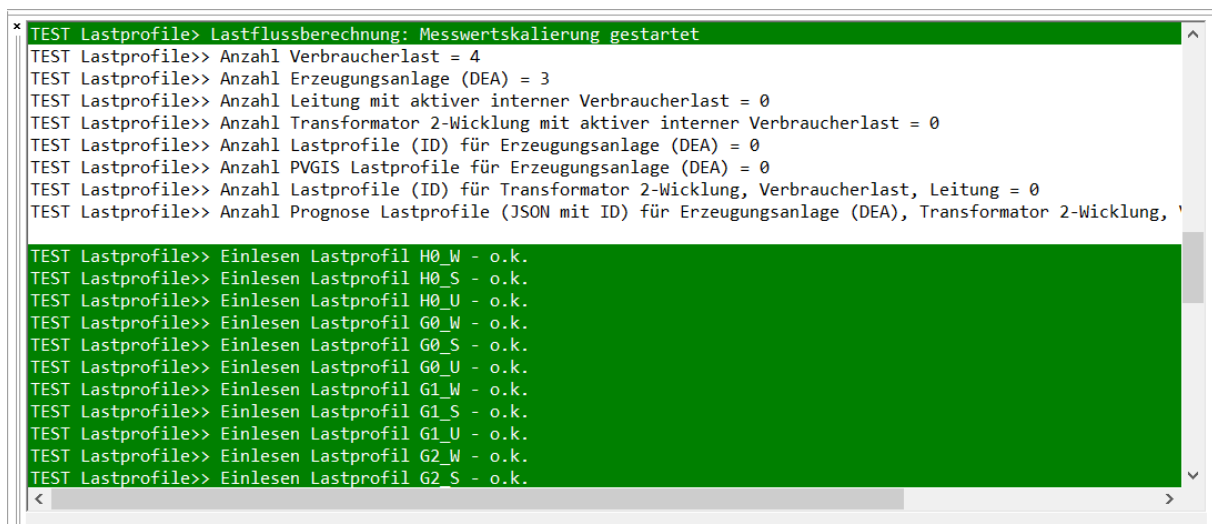 TEST Lastprofile> Lastflussberechnung: Messwertskalierung gestartet
TEST Lastprofile>> Anzahl Verbraucherlast = 4
TEST Lastprofile>> Anzahl Erzeugungsanlage (DEA) = 3
TEST Lastprofile>> Anzahl Leitung mit aktiver interner Verbraucherlast = 0
TEST Lastprofile>> Anzahl Transformator 2-Wicklung mit aktiver interner Verbraucherlast = 0
TEST Lastprofile>> Anzahl Lastprofile (ID) für Erzeugungsanlage (DEA) = 0
TEST Lastprofile>> Anzahl PVGIS Lastprofile für Erzeugungsanlage (DEA) = 0
TEST Lastprofile>> Anzahl Lastprofile (ID) für Transformator 2-Wicklung, Verbraucherlast, Leitung = 0
TEST Lastprofile>> Anzahl Prognose Lastprofile (JSON mit ID) für Erzeugungsanlage (DEA), Transformator 2-Wicklung,
TEST Lastprofile>> Einlesen Lastprofil H0_W - o.k.
TEST Lastprofile>> Einlesen Lastprofil H0_S - o.k.
TEST Lastprofile>> Einlesen Lastprofil H0_U - o.k.
TEST Lastprofile>> Einlesen Lastprofil G0_W - o.k.
TEST Lastprofile>> Einlesen Lastprofil G0_S - o.k.
TEST Lastprofile>> Einlesen Lastprofil G0_U - o.k.
TEST Lastprofile>> Einlesen Lastprofil G1_W - o.k.
TEST Lastprofile>> Einlesen Lastprofil G1_S - o.k.
TEST Lastprofile>> Einlesen Lastprofil G1_U - o.k.
TEST Lastprofile>> Einlesen Lastprofil G2_W - o.k.
TEST Lastprofile>> Einlesen Lastprofil G2_S - o.k.